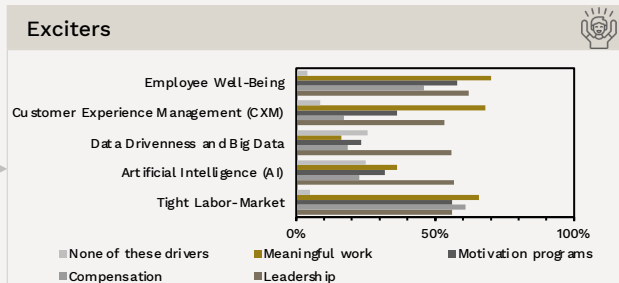 Exciters
Employee Well-Being
Customer Experience Management (CXM)
Data Drivenness and Big Data
Artificial Intelligence (AI)
Tight Labor-Market
0% 50% 100%
None of these drivers Meaningful work Motivation programs
Compensation Leadership